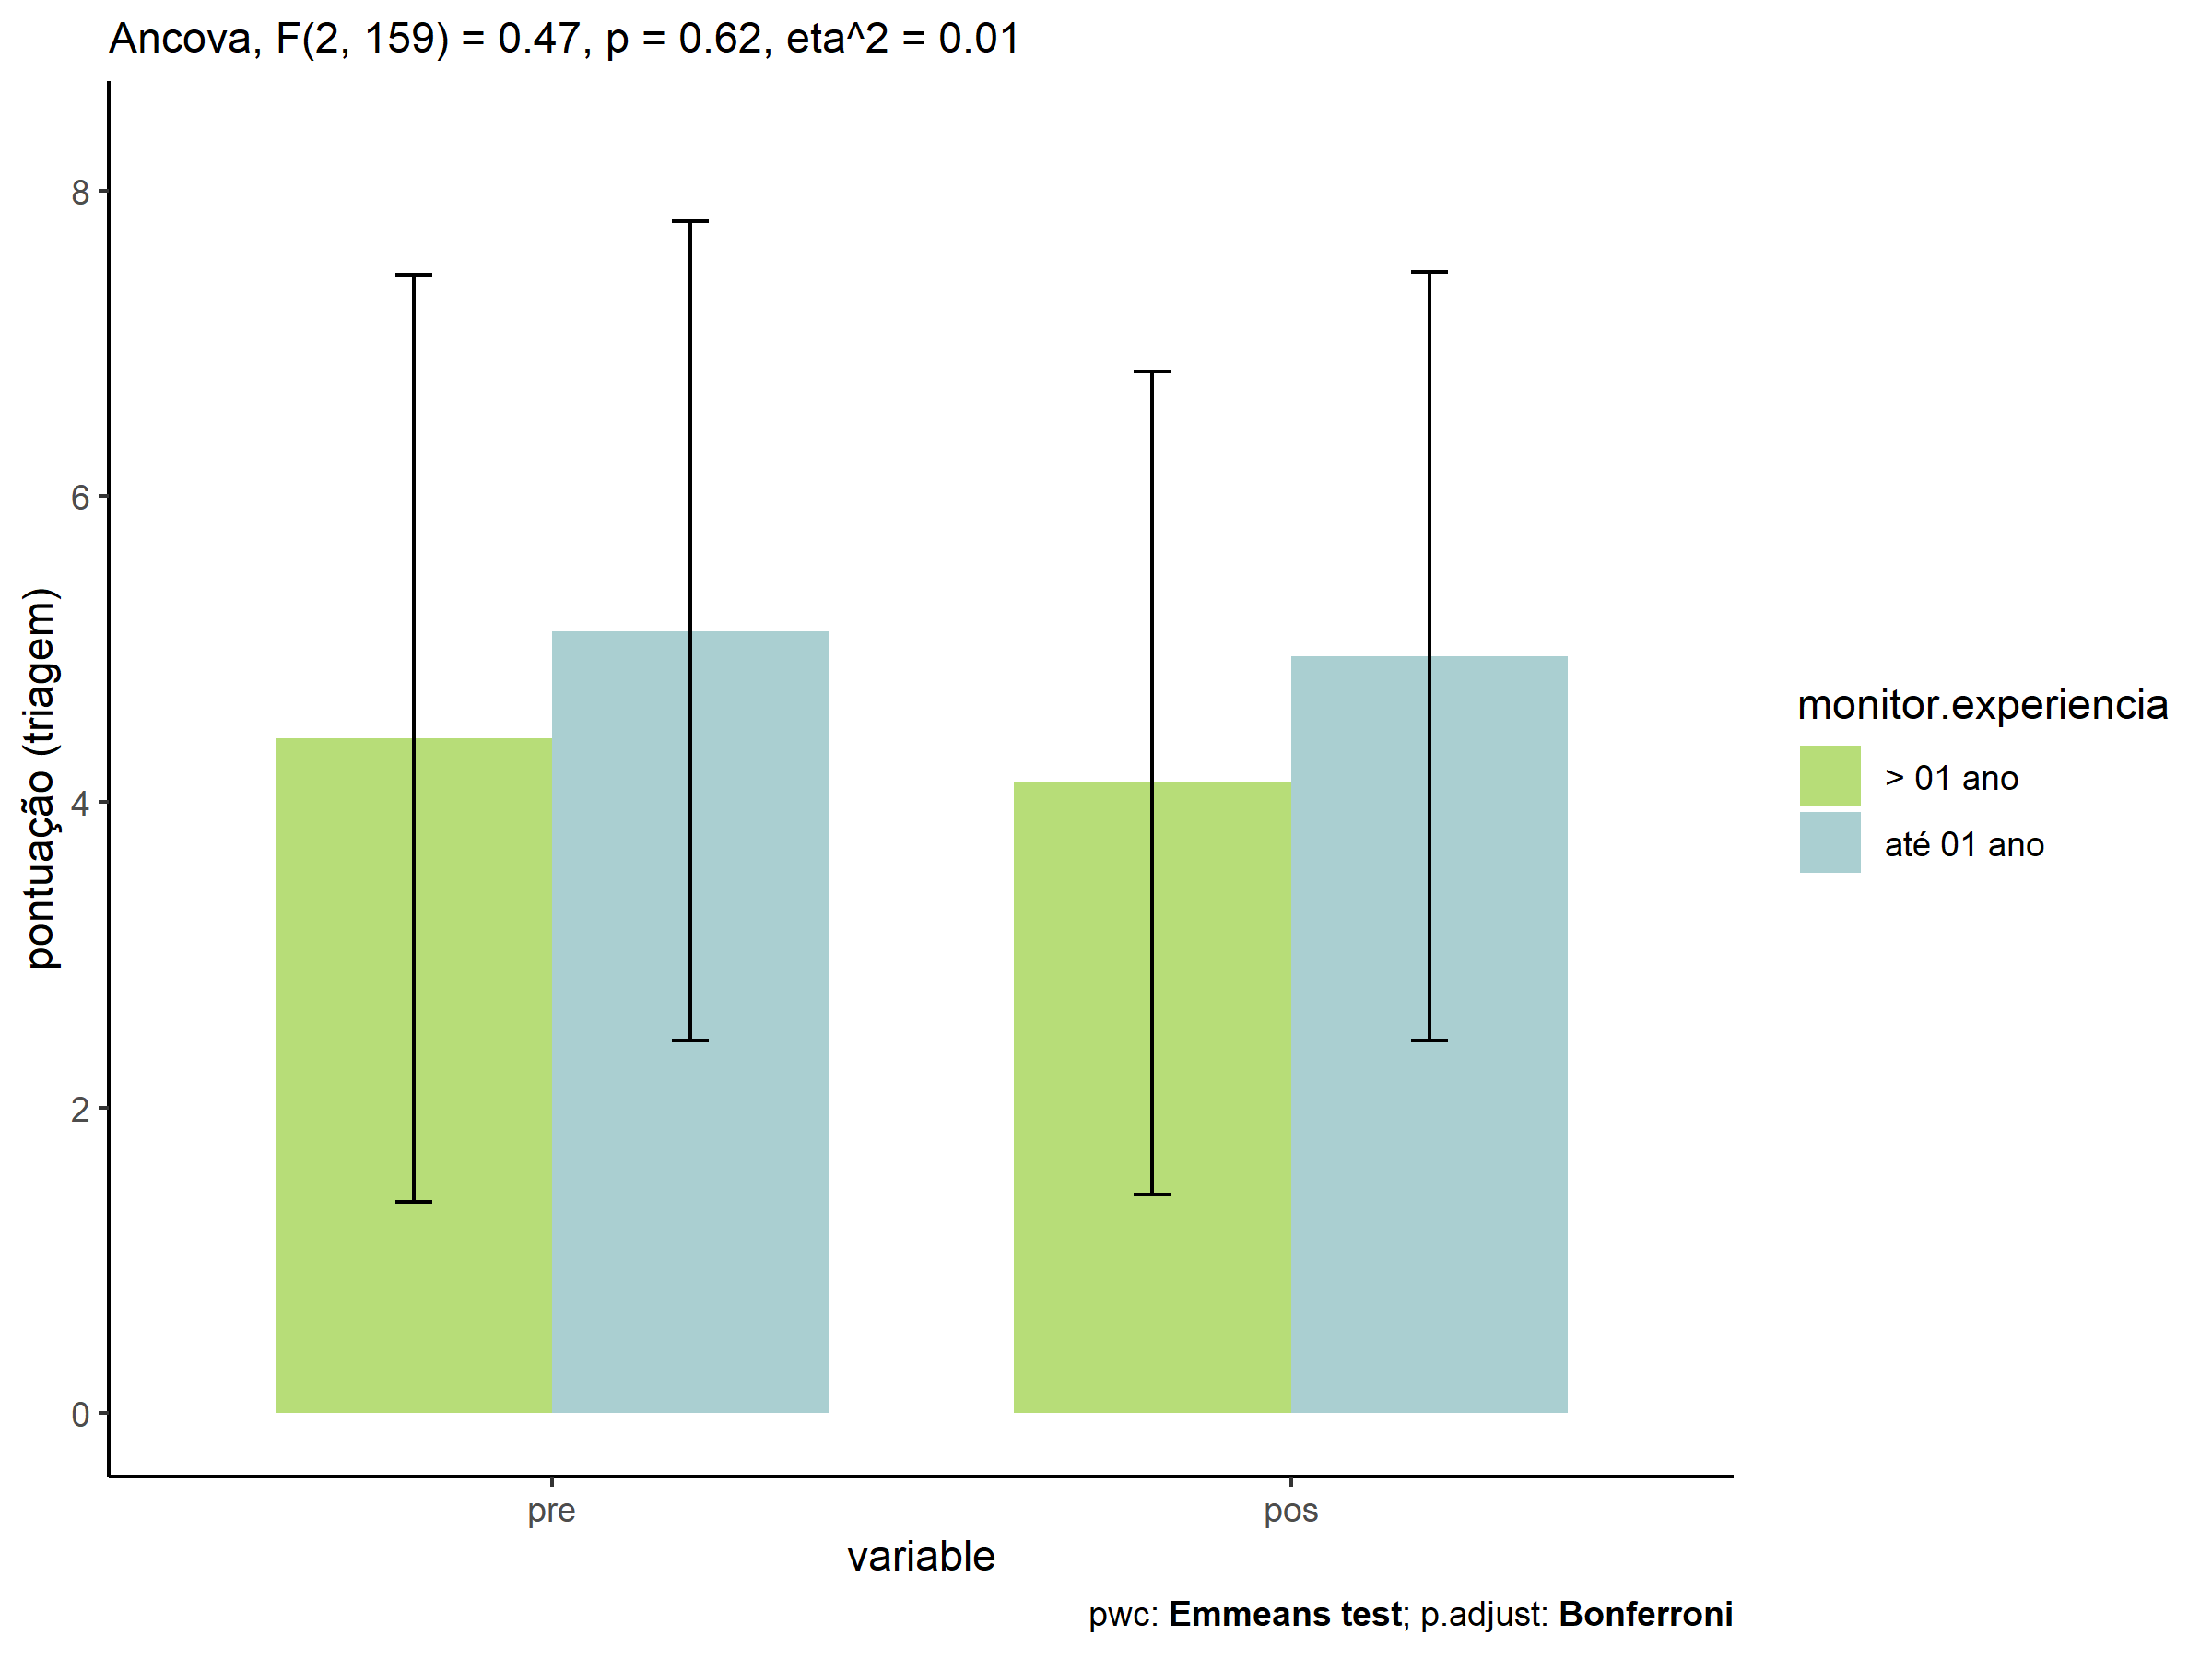 Ancova, F(2, 159) = 0.47, p = 0.62, eta^2 = 0.01
pontuação (triagem)
8
6
4
2
0
pre
pos
variable
monitor.experiencia
> 01 ano
até 01 ano
pwc: Emmeans test; p.adjust: Bonferroni